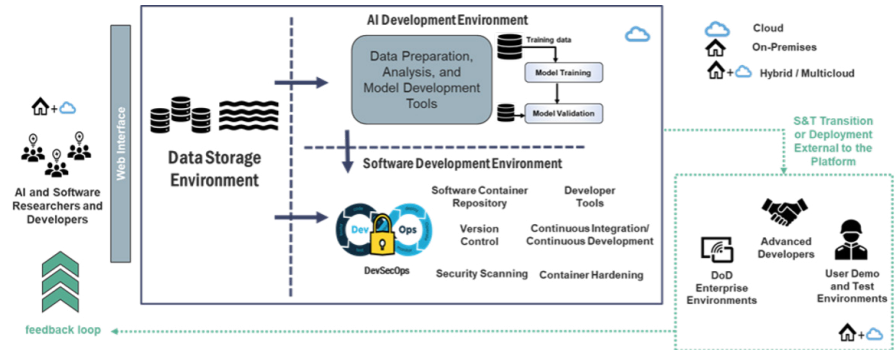 AI Development Environment
Cloud
On-Premises
Hybrid / Multicloud
Web Interface
Data Preparation,
Analysis, and
Model Development
Tools
Training data
Model Training
Model Validation
AI and Software
Researchers and
Developers
Data Storage
Environment
S&T Transition
or Deployment
External to the
Platform
Software Development Environment
Software Container
Repository
Developer
Tools
Dev
Ops
DevSecOps
Version
Control
Continuous Integration/
Continuous Development
Security Scanning
Container Hardening
Advanced
Developers
DoD
Enterprise
Environments
User Demo
and Test
Environments
feedback loop